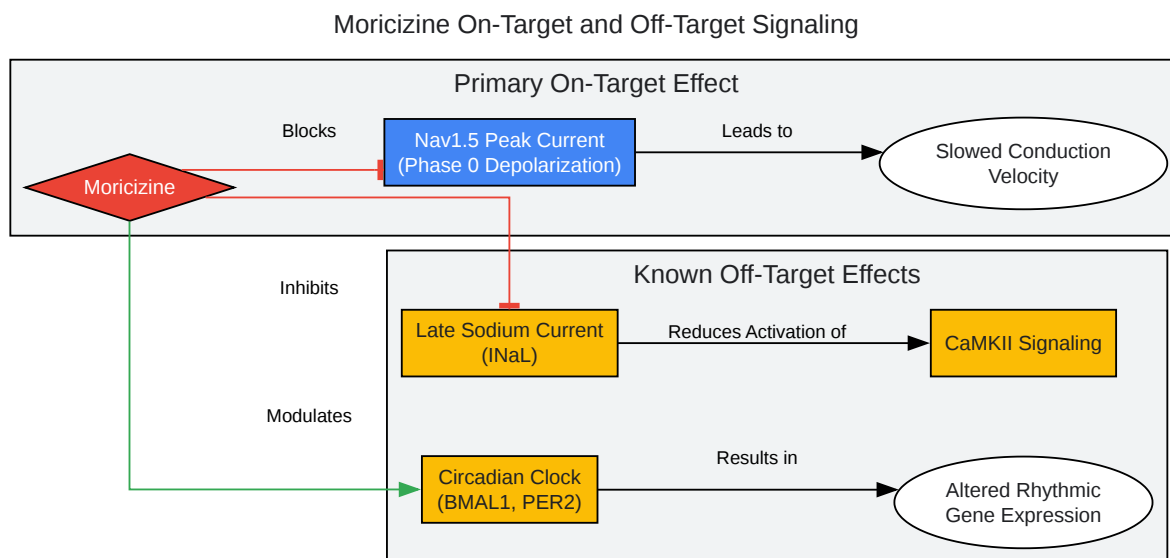 Moricizine On-Target and Off-Target Signaling
Primary On-Target Effect
Moricizine
Blocks
Nav1.5 Peak Current
(Phase 0 Depolarization)
Leads to
Slowed Conduction
Velocity
Known Off-Target Effects
Inhibits
Late Sodium Current
(INaL)
Reduces Activation of
CaMKII Signaling
Modulates
Circadian Clock
(BMAL1, PER2)
Results in
Altered Rhythmic
Gene Expression